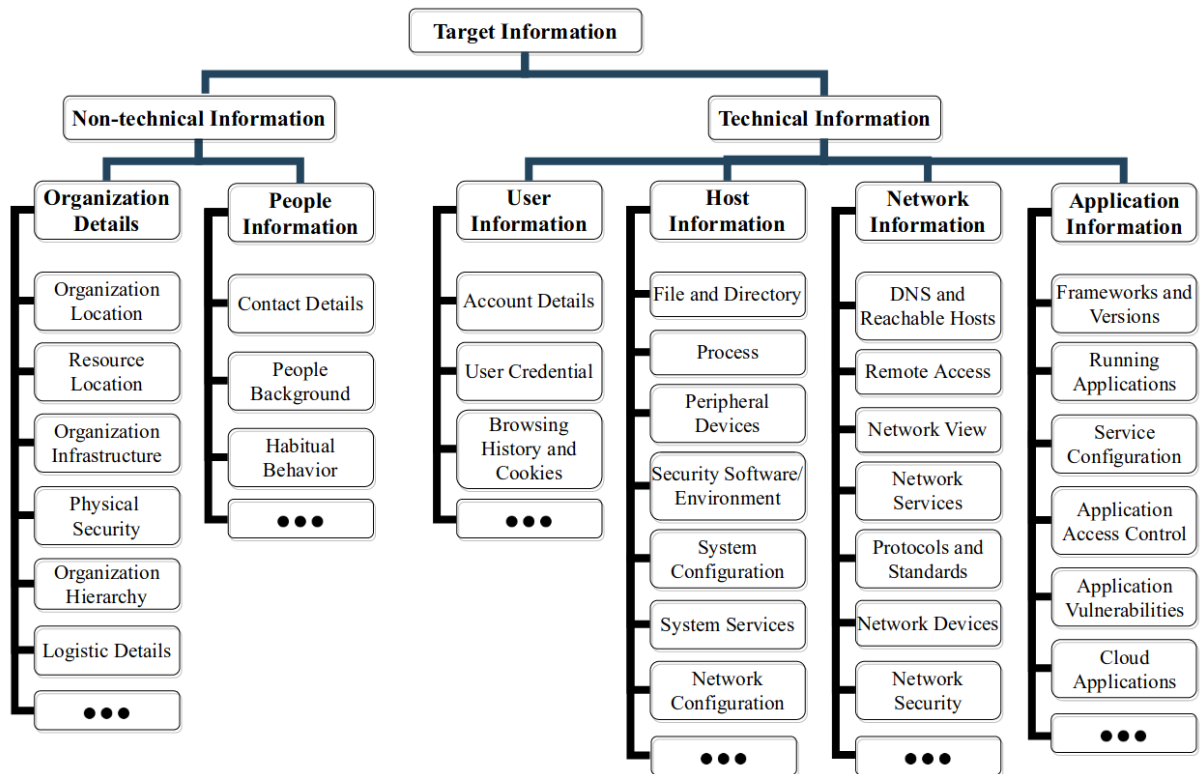 Target Information
Non-technical Information
Technical Information
Organization
Details
People
Information
User
Information
Host
Information
Network
Information
Application
Information
Organization
Location
Resource
Location
Organization
Infrastructure
Physical
Security
Organization
Hierarchy
Logistic Details
●●●
Contact Details
People
Background
Habitual
Behavior
●●●
Account Details
User Credential
Browsing
History and
Cookies
●●●
File and Directory
Process
Peripheral
Devices
Security Software/
Environment
System
Configuration
System Services
Network
Configuration
●●●
DNS and
Reachable Hosts
Remote Access
Network View
Network
Services
Protocols and
Standards
Network Devices
Network
Security
●●●
Frameworks and
Versions
Running
Applications
Service
Configuration
Application
Access Control
Application
Vulnerabilities
Cloud
Applications
●●●